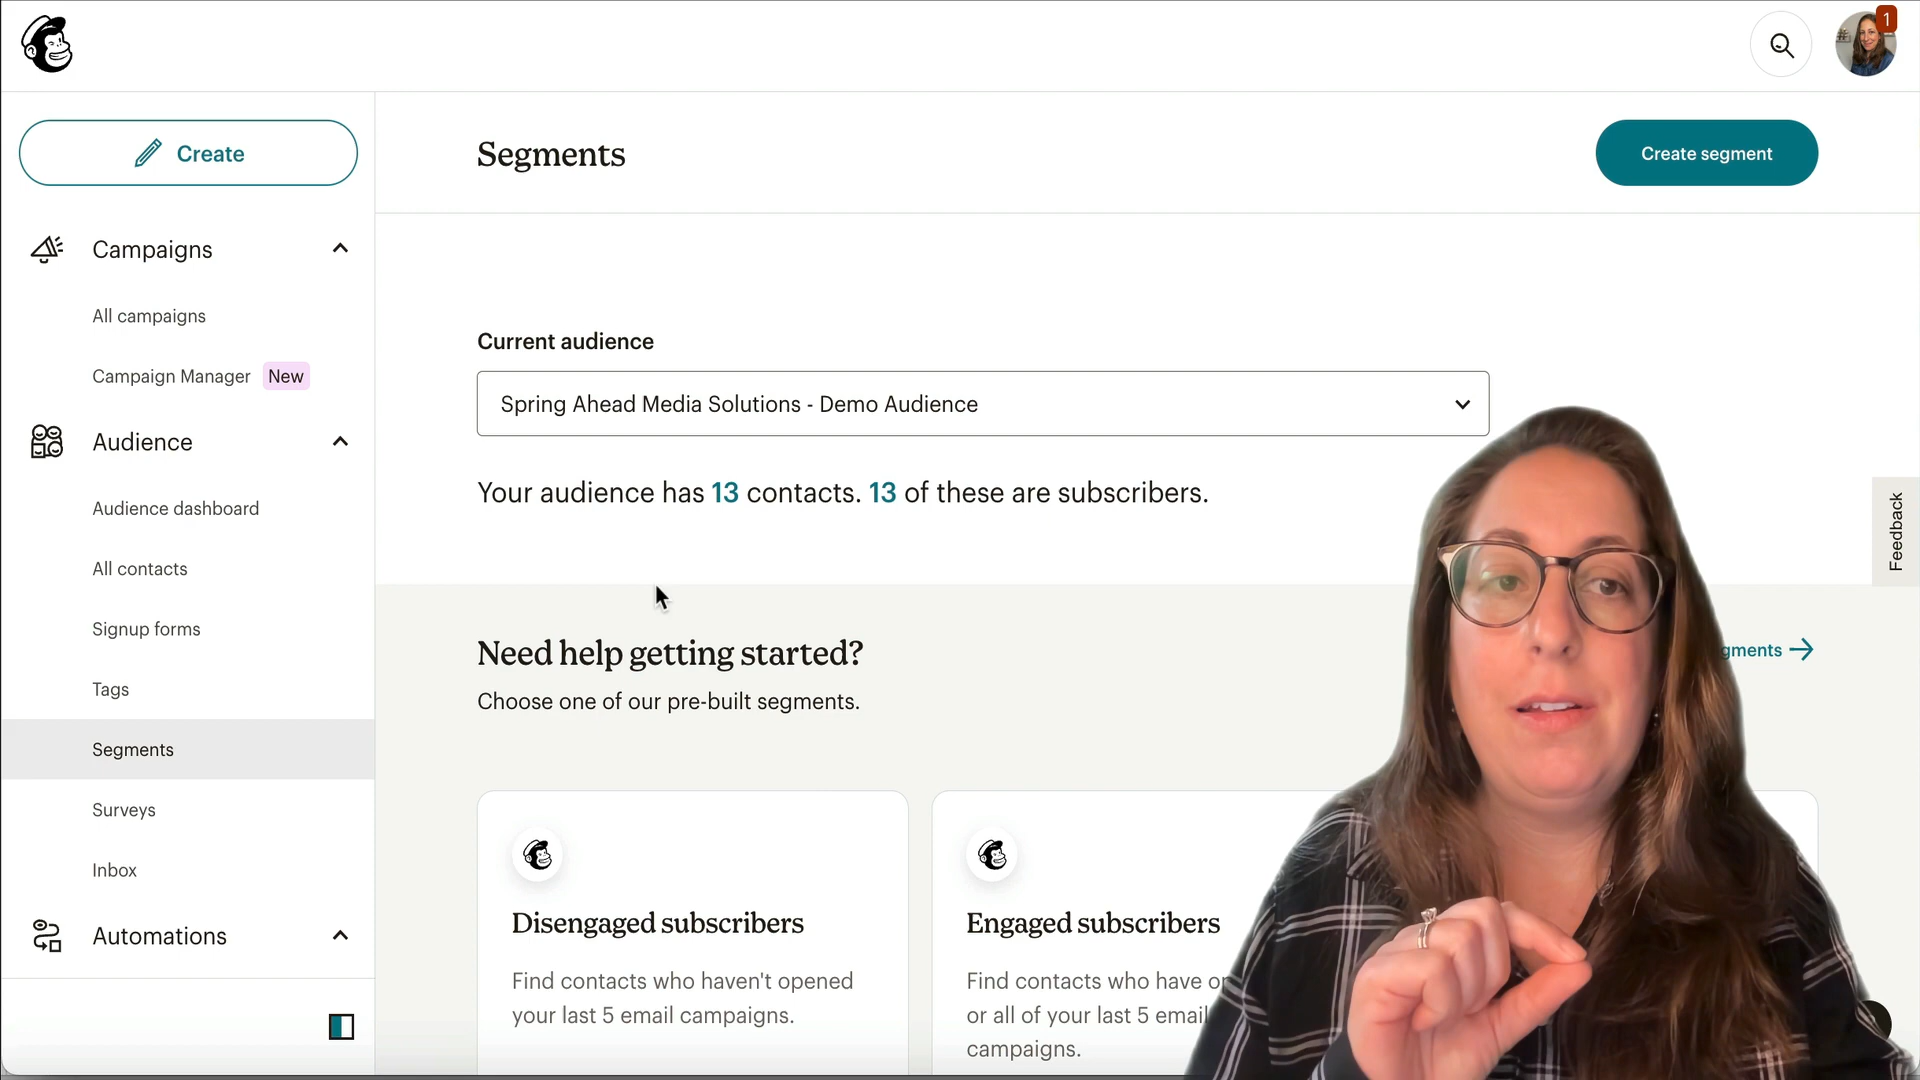 1
Create
Segments
Create segment
Campaigns
All campaigns
Campaign Manager New
Audience
Audience dashboard
All contacts
Signup forms
Tags
Segments
Surveys
Inbox
Automations
Current audience
Spring Ahead Media Solutions - Demo Audience
Your audience has 13 contacts. 13 of these are subscribers.
Feedback
Need help getting started?
Choose one of our pre-built segments.
gments
Disengaged subscribers
Find contacts who haven't opened
your last 5 email campaigns.
Engaged subscribers
Find contacts who have
or all of your last 5 email
campaigns.